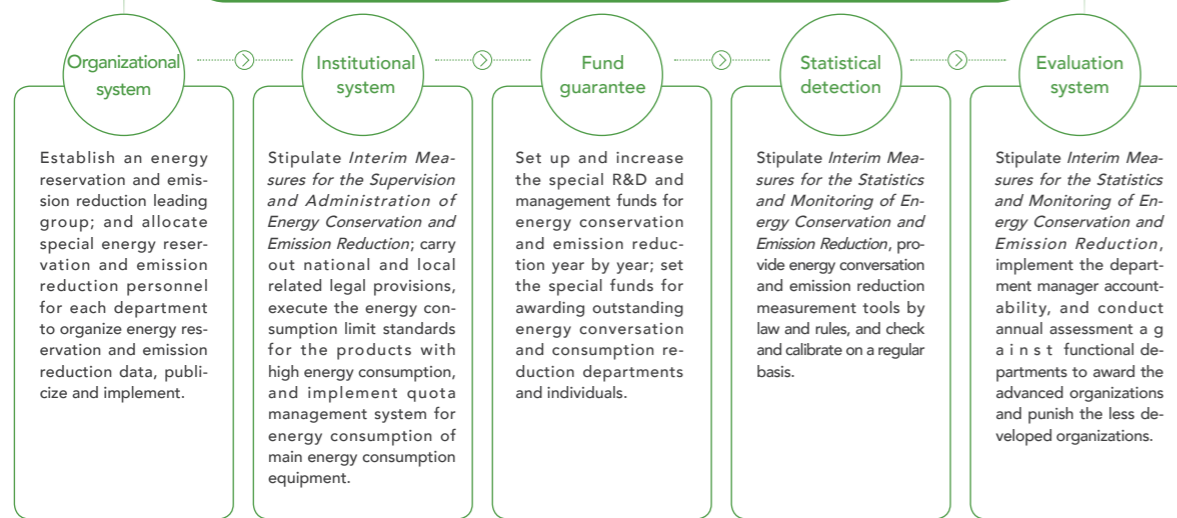 Organizational
system
Establish an energy
reservation and emis-
sion reduction leading
group; and allocate
special energy reser-
vation and emission
reduction personnel
for each department
to organize energy res-
ervation and emission
reduction data, publi-
cize and implement.
Institutional
system
Stipulate Interim Mea-
sures for the Supervision
and Administration of
Energy Conservation and
Emission Reduction; carry
out national and local
related legal provisions,
execute the energy con-
sumption limit standards
for the products with
high energy consumption,
and implement quota
management system for
energy consumption of
main energy consumption
equipment.
Fund
guarantee
Set up and increase
the special R&D and
management funds for
energy conservation
and emission reduc-
tion year by year; set
the special funds for
awarding outstanding
energy conversation
and consumption re-
duction departments
and individuals.
Statistical
detection
Stipulate Interim Mea-
sures for the Statistics
and Monitoring of En-
ergy Conservation and
Emission Reduction, pro-
vide energy conversation
and emission reduction
measurement tools by
law and rules, and check
and calibrate on a regular
basis.
Evaluation
system
Stipulate Interim Mea-
sures for the Statistics
and Monitoring of En-
ergy Conservation and
Emission Reduction,
implement the depart-
ment manager account-
ability, and conduct
annual assessment a g
a i n s t functional de-
partments to award the
advanced organizations
and punish the less de-
veloped organizations.